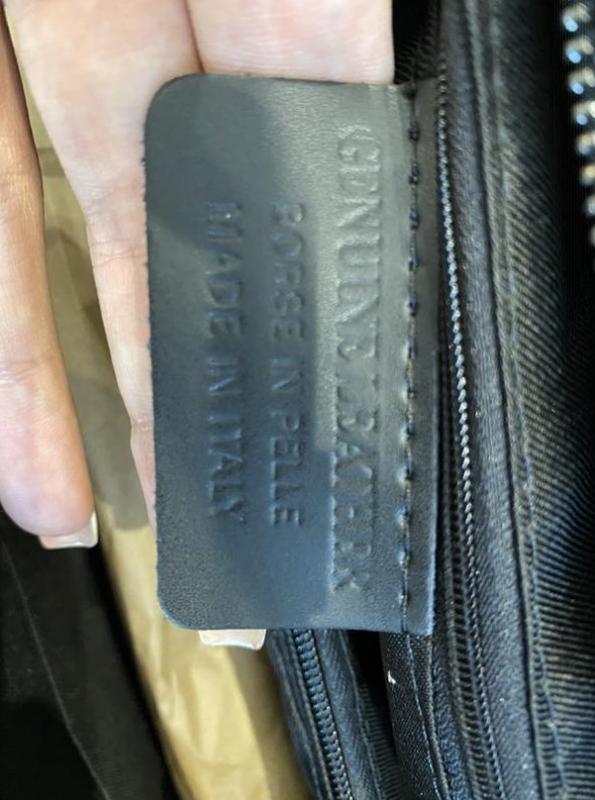 GENUINE LEATHER
BORSE IN PELLE
MADE IN ITALY